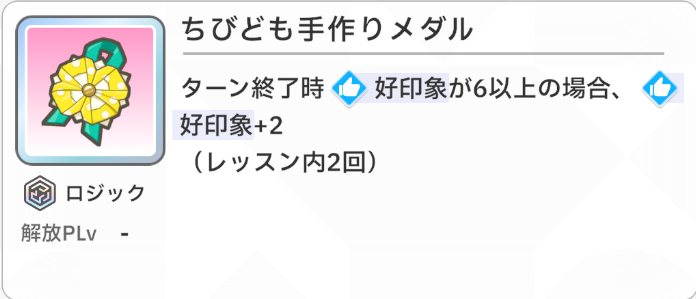 ちびども手作りメダル
ターン終了時 好印象が6以上の場合、
好印象+2
（レッスン内2回）
ロジック
解放PLv -